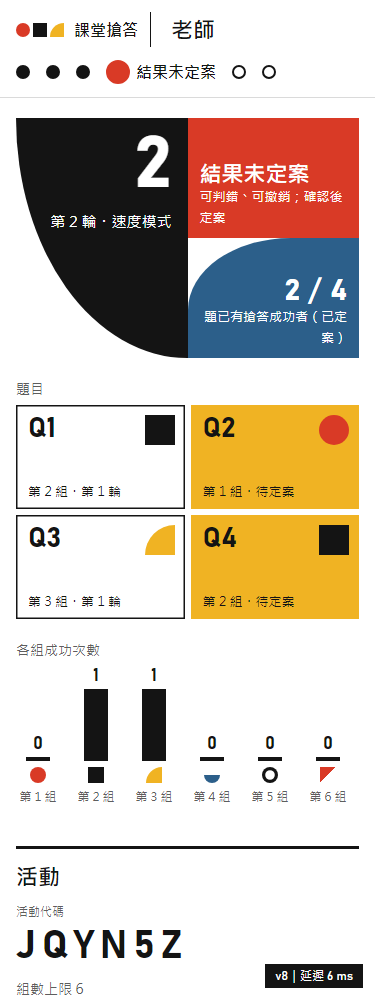 課堂搶答
老師
結果未定案
2
第 2 輪・速度模式
結果未定案
可判錯、可撤銷；確認後
定案
2 / 4
題已有搶答成功者（已定
案）
題目
Q1
第 2 組・第 1 輪
Q2
第 1 組・待定案
Q3
第 3 組・第 1 輪
Q4
第 2 組・待定案
各組成功次數
0
1
1
0
0
0
第 1 組
第 2 組
第 3 組
第 4 組
第 5 組
第 6 組
活動
活動代碼
JQYN5Z
組數上限 6
v8｜延遲 6 ms